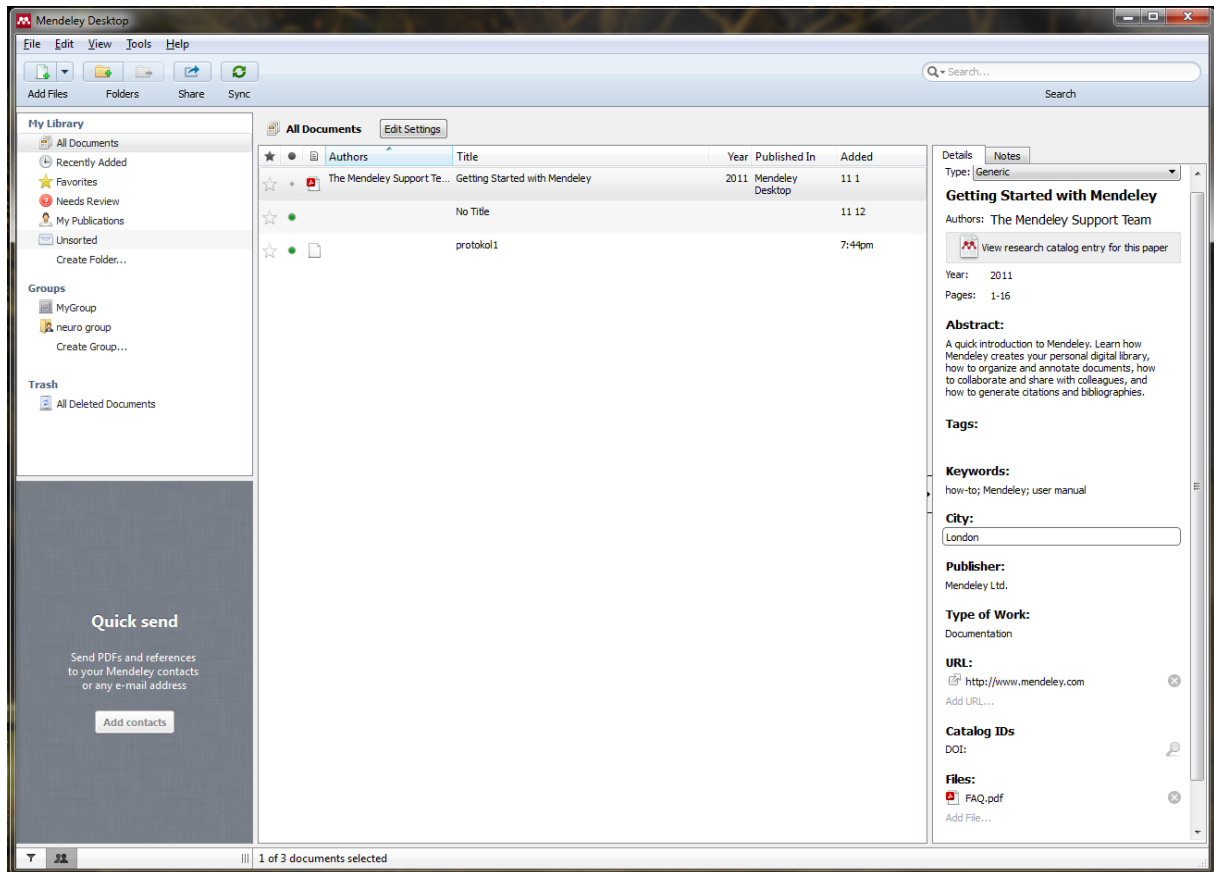 Mendeley Desktop
File Edit View Tools Help
Search...
Add Files Folders Share Sync Search
My Library
All Documents
Recently Added
Favorites
Needs Review
My Publications
Unsorted
Create Folder...
Groups
MyGroup
neuro group
Create Group...
Trash
All Deleted Documents
Quick send
Send PDFs and references
to your Mendeley contacts
or any e-mail address
Add contacts
All Documents Edit Settings
Authors Title Year Published In Added
The Mendeley Support Te... Getting Started with Mendeley 2011 Mendeley Desktop 11 1
No Title 11 12
protokol1 7:44pm
Details Notes
Type: Generic
Getting Started with Mendeley
Authors: The Mendeley Support Team
View research catalog entry for this paper
Year: 2011
Pages: 1-16
Abstract:
A quick introduction to Mendeley. Learn how
Mendeley creates your personal digital library,
how to organize and annotate documents, how
to collaborate and share with colleagues, and
how to generate citations and bibliographies.
Tags:
Keywords:
how-to; Mendeley; user manual
City:
London
Publisher:
Mendeley Ltd.
Type of Work:
Documentation
URL:
http://www.mendeley.com
Add URL...
Catalog IDs
DOI:
Files:
FAQ.pdf
Add File...
1 of 3 documents selected